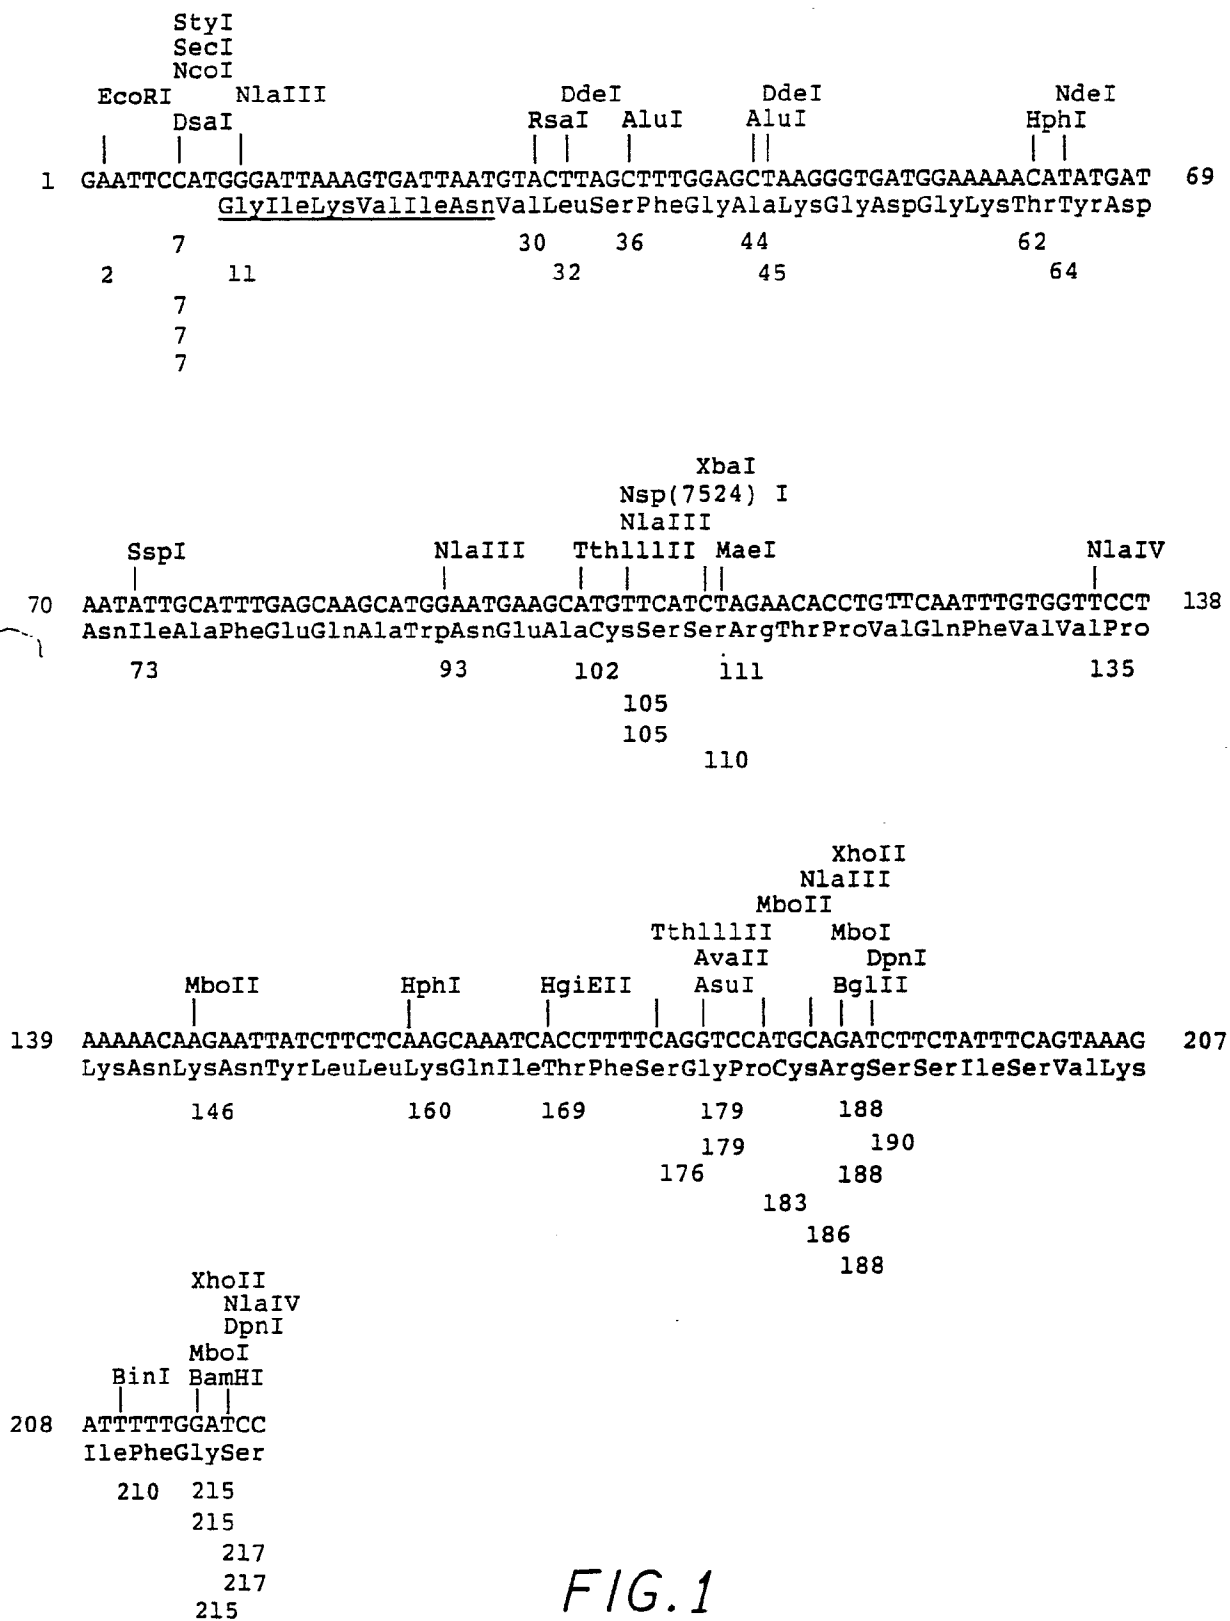 StyI
SecI
NcoI
EcoRI NlaIII DdeI DdeI NdeI
DsaI RsaI AluI AluI HphI
1 GAATTCCATGGGATTAAAGTGATTAATGTACTTAGCTTTGGAGCTAAGGGTGATGGAAAAACATATGAT 69
GlyIleLysValIleAsnValLeuSerPheGlyAlaLysGlyAspGlyLysThrTyrAsp
7 30 36 44 62
2 11 32 45 64
7
7
7
XbaI
Nsp(7524) I
NlaIII
SspI NlaIII Tth111II MaeI NlaIV
70 AATATTGCATTTGAGCAAGCATGGAATGAAGCATGTTCATCTAGAACACCTGTTCAATTTGTGGTTCCT 138
AsnIleAlaPheGluGlnAlaTrpAsnGluAlaCysSerSerArgThrProValGlnPheValValPro
73 93 102 111 135
105
105
110
XhoII
NlaIII
MboII
Tth111II MboI
AvaII DpnI
MboII HphI HgiEII AsuI BglII
139 AAAAACAAGAATTATCTTCTCAAGCAAATCACCTTTTCAGGTCCATGCAGATCTTCTATTTCAGTAAAG 207
LysAsnLysAsnTyrLeuLeuLysGlnIleThrPheSerGlyProCysArgSerSerIleSerValLys
146 160 169 179 188
179 190
176 188
183
186
188
XhoII
NlaIV
DpnI
MboI
BinI BamHI
208 ATTTTTGGATCC
IlePheGlySer
210 215
215
217
217
215
FIG.1